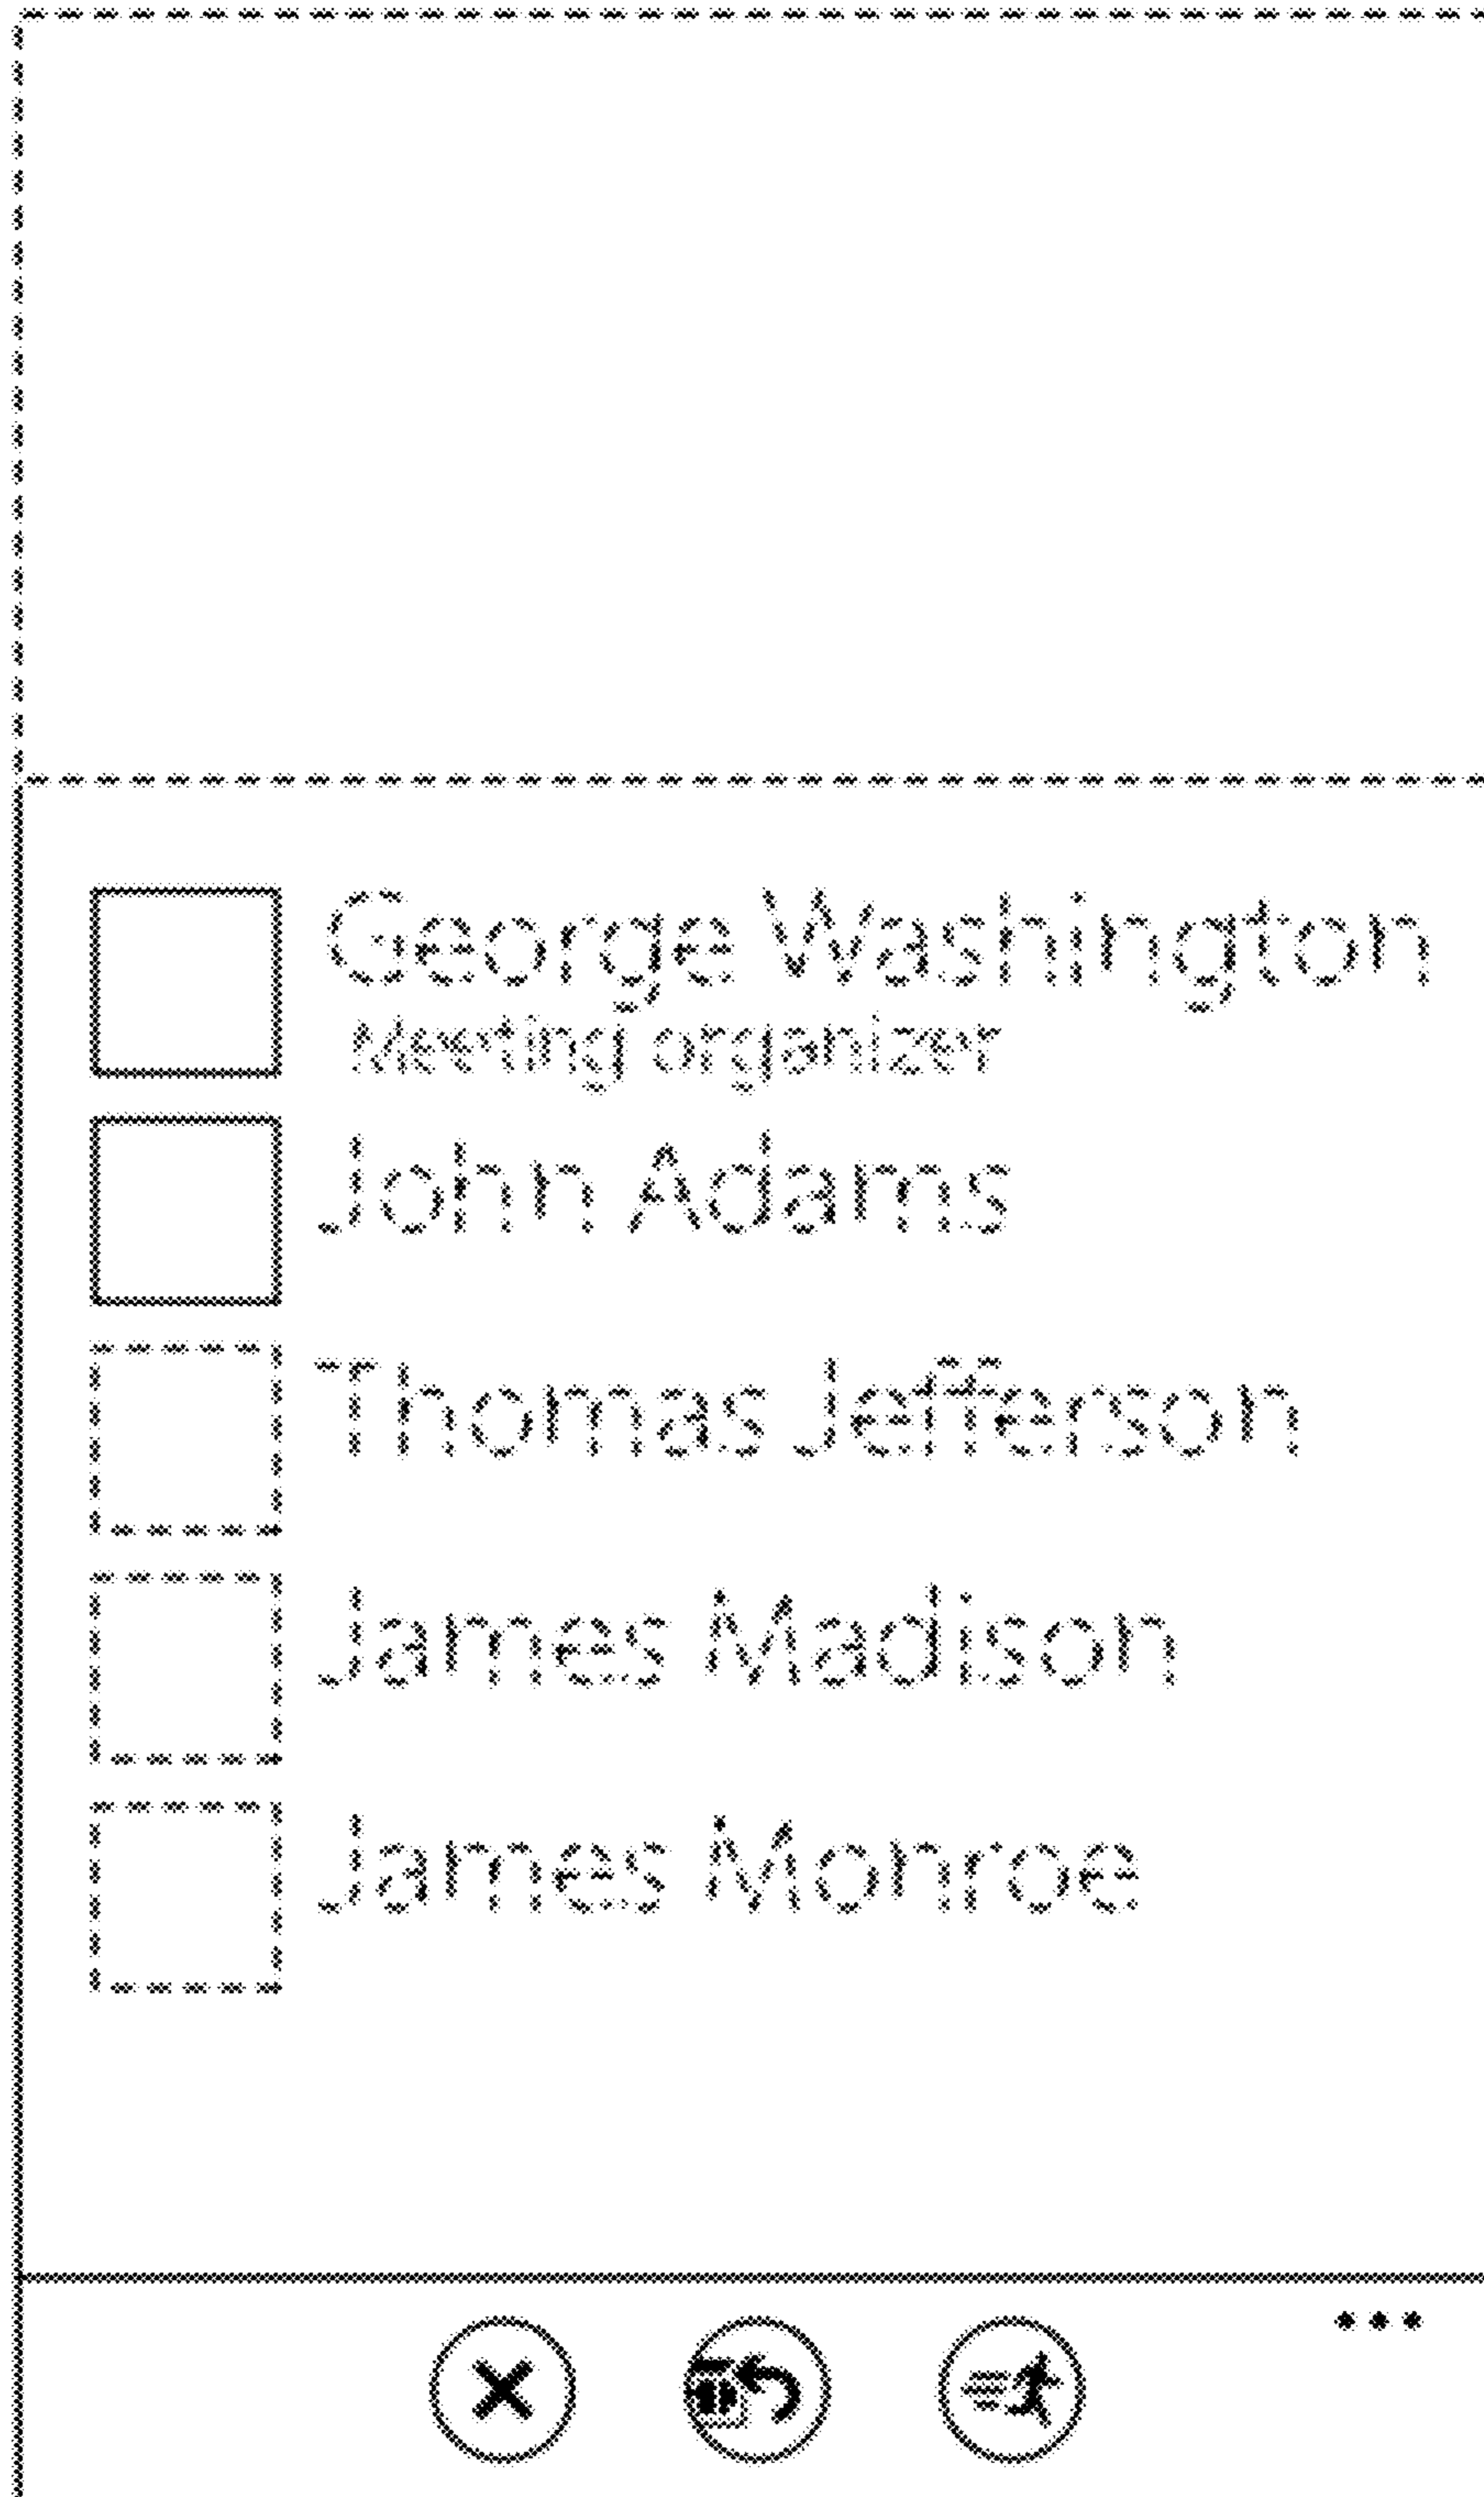 George Washington
Meeting organizer
John Adams
Thomas Jefferson
James Madison
James Monroe